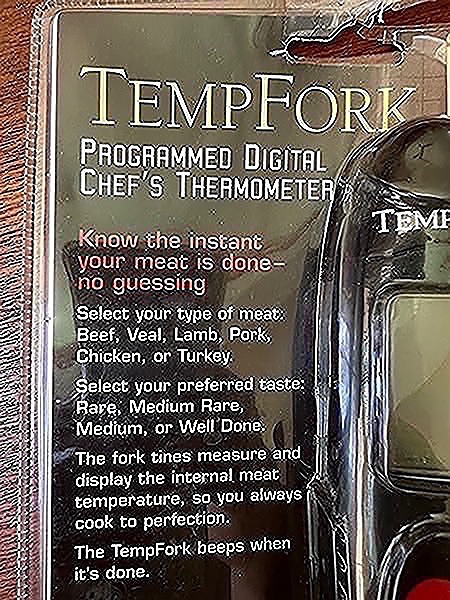 TEMPFORK
PROGRAMMED DIGITAL
CHEF'S THERMOMETER
TEMP
Know the instant
your meat is done–
no guessing
Select your type of meat:
Beef, Veal, Lamb, Pork,
Chicken, or Turkey.
Select your preferred taste:
Rare, Medium Rare,
Medium, or Well Done.
The fork tines measure and
display the internal meat
temperature, so you always
cook to perfection.
The TempFork beeps when
it's done.